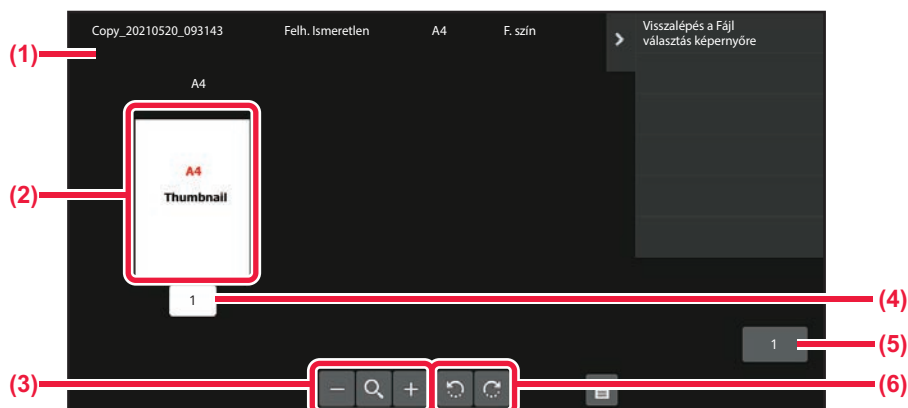 Copy_20210520_093143 Felh. Ismeretlen A4 F. szín
Visszalépés a Fájl
választás képernyőre
(1)
A4
A4
Thumbnail
(2)
1
(4)
1
(5)
(3)
(6)